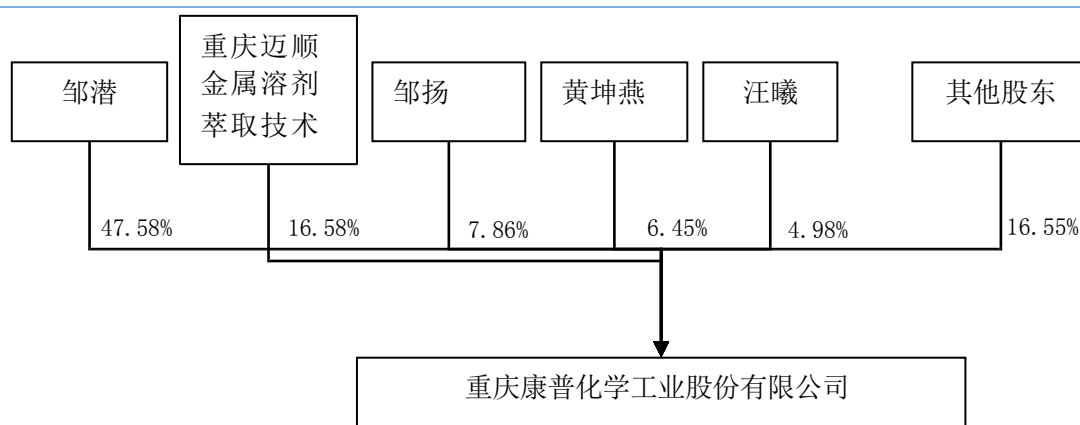 重庆迈顺
金属溶剂
萃取技术
邹潜
邹扬
黄坤燕
汪曦
其他股东
47.58%
16.58%
7.86%
6.45%
4.98%
16.55%
重庆康普化学工业股份有限公司